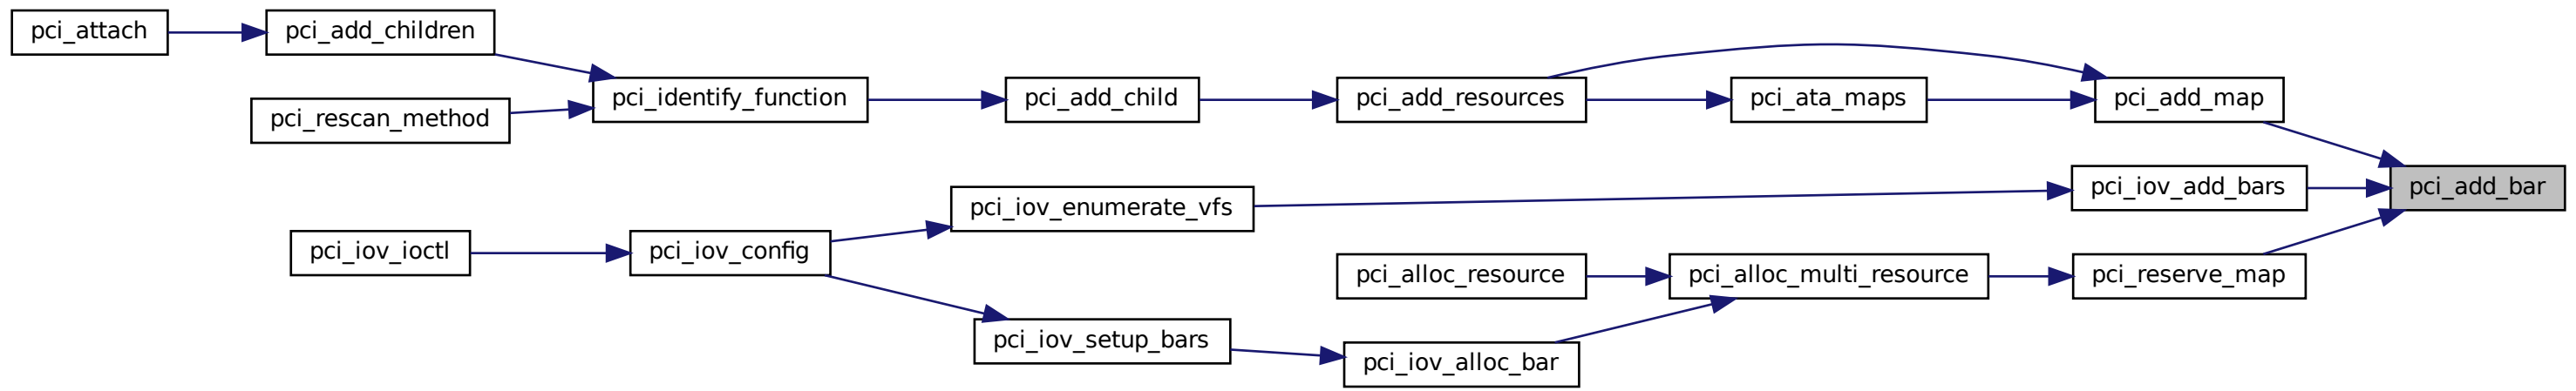 pci_attach
pci_add_children
pci_identify_function
pci_rescan_method
pci_add_child
pci_add_resources
pci_ata_maps
pci_add_map
pci_add_bar
pci_iov_add_bars
pci_iov_enumerate_vfs
pci_iov_ioctl
pci_iov_config
pci_alloc_resource
pci_alloc_multi_resource
pci_reserve_map
pci_iov_setup_bars
pci_iov_alloc_bar